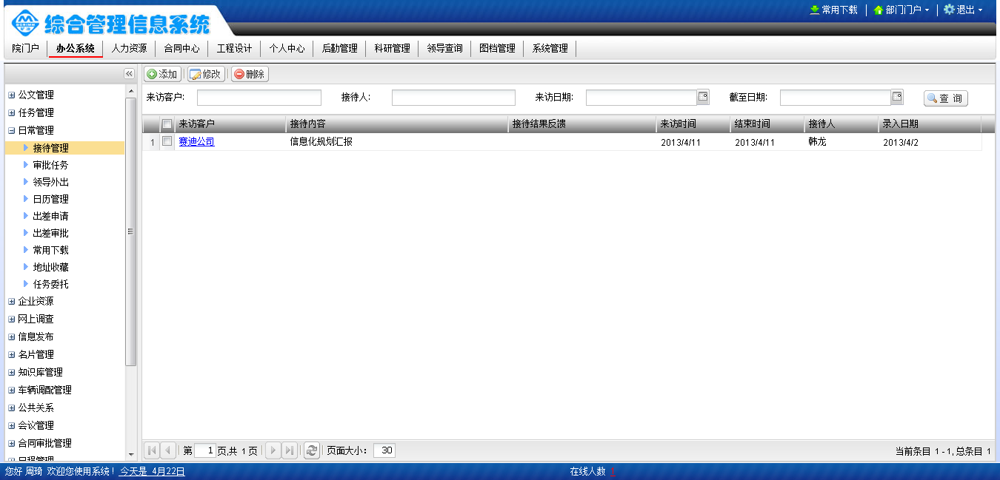 常用下载 部门门户 退出
综合管理信息系统
院门户 办公系统 人力资源 合同中心 工程设计 个人中心 后勤管理 科研管理 领导查询 图档管理 系统管理
添加 修改 删除
公文管理
任务管理
日常管理
接待管理
审批任务
领导外出
日历管理
出差申请
出差审批
常用下载
地址收藏
任务委托
企业资源
网上调查
信息发布
名片管理
知识库管理
车辆调配管理
公共关系
会议管理
合同审批管理
来访客户: 接待人: 来访日期: 截至日期: 查 询
来访客户 接待内容 接待结果反馈 来访时间 结束时间 接待人 录入日期
1 赛迪公司 信息化规划汇报 2013/4/11 2013/4/11 韩龙 2013/4/2
第 1 页,共 1 页 页面大小: 30 当前条目 1 - 1, 总条目 1
您好 周琦 欢迎您使用系统! 今天是 4月22日 在线人数